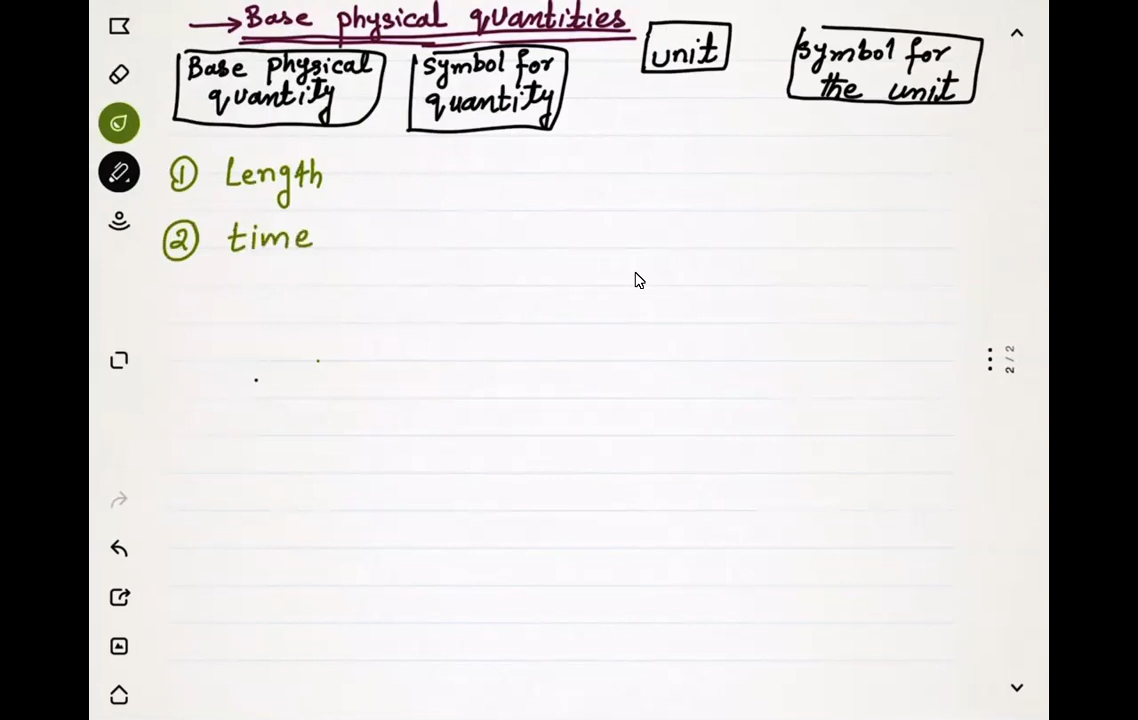 →Base physical quantities
Base physical quantity
symbol for quantity
unit
symbol for the unit
① Length
② time
2/2